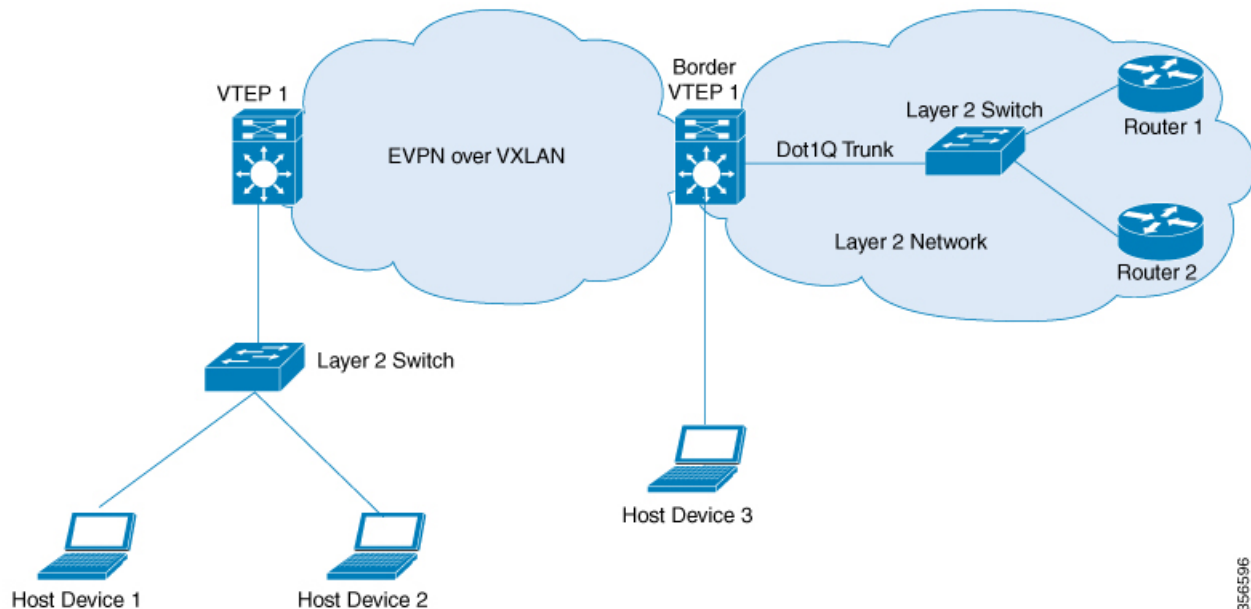 VTEP 1
EVPN over VXLAN
Border
VTEP 1
Dot1Q Trunk
Layer 2 Switch
Router 1
Layer 2 Network
Router 2
Layer 2 Switch
Host Device 3
Host Device 1
Host Device 2
356596